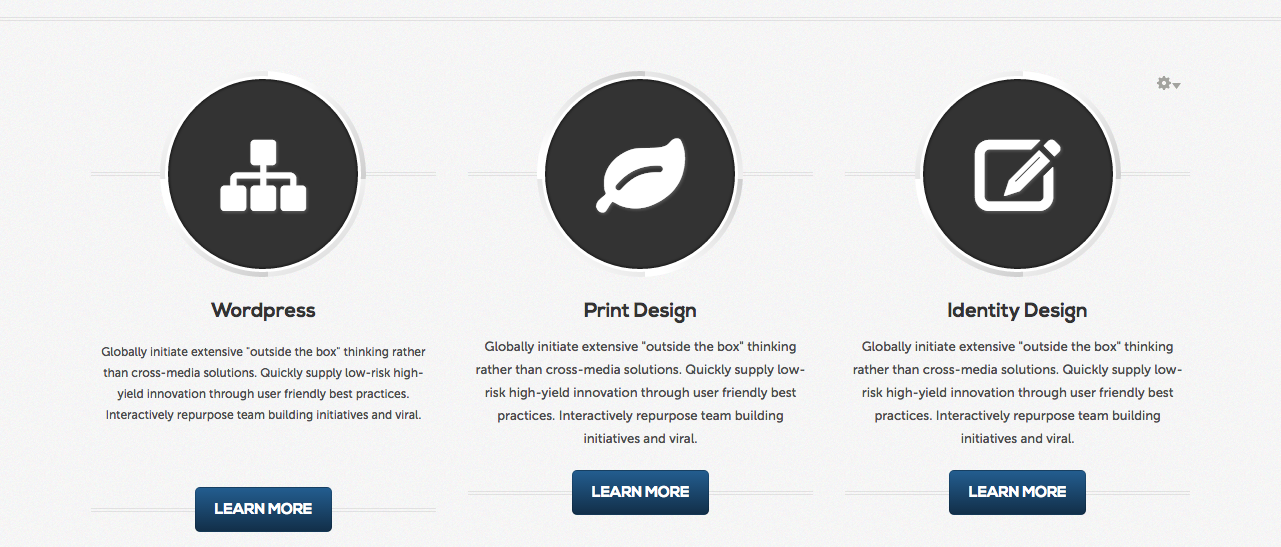 Wordpress
Globally initiate extensive "outside the box" thinking rather
than cross-media solutions. Quickly supply low-risk high-
yield innovation through user friendly best practices.
Interactively repurpose team building initiatives and viral.
LEARN MORE
Print Design
Globally initiate extensive "outside the box" thinking
rather than cross-media solutions. Quickly supply low-
risk high-yield innovation through user friendly best
practices. Interactively repurpose team building
initiatives and viral.
LEARN MORE
Identity Design
Globally initiate extensive "outside the box" thinking
rather than cross-media solutions. Quickly supply low-
risk high-yield innovation through user friendly best
practices. Interactively repurpose team building
initiatives and viral.
LEARN MORE